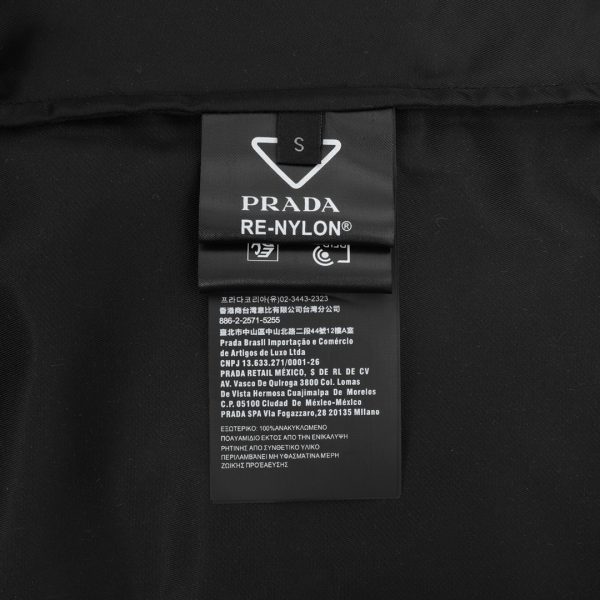 S
PRADA
RE-NYLON®
EAC
RFID
프라다코리아(유)02-3443-2323
香港商台灣意比有限公司台灣分公司
886-2-2571-5255
臺北市中山區中山北路二段44號12樓A室
Prada Brasil Importação e Comércio
de Artigos de Luxo Ltda
CNPJ 13.633.271/0001-26
PRADA RETAIL MÉXICO, S DE RL DE CV
AV. Vasco De Quiroga 3800 Col. Lomas
De Vista Hermosa Cuajimalpa De Morelos
C.P. 05100 Ciudad De Méxleo-México
PRADA SPA Via Fogazzaro,28 20135 Milano
ΕΞΩΤΕΡΙΚΟ: 100%ΑΝΑΚΥΚΛΩΜΕΝΟ
ΠΟΛΥΑΜΙΔΙΟ ΕΚΤΟΣ ΑΠΟ ΤΗΝ ΕΝΙΚΑΛΥΨΗ
ΡΗΤΙΝΗΣ ΑΠΟ ΣΥΝΘΕΤΙΚΟ ΥΛΙΚΟ
ΠΕΡΙΛΑΜΒΑΝΕΙ ΜΗ ΥΦΑΣΜΑΤΙΝΑ ΜΕΡΗ
ΖΩΙΚΗΣ ΠΡΟΕΛΕΥΣΗΣ